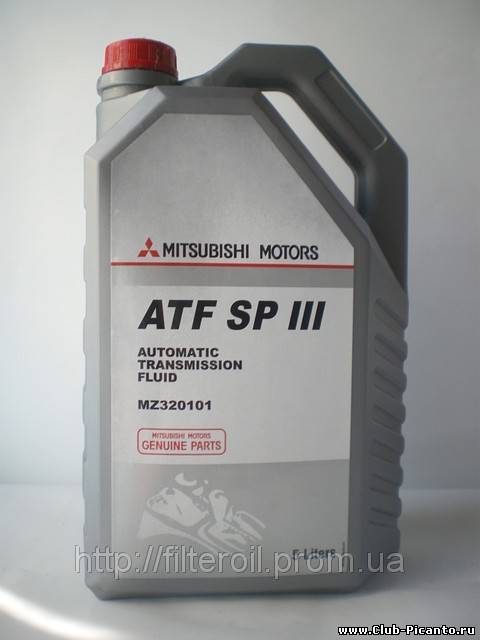 MITSUBISHI MOTORS
ATF SP III
AUTOMATIC
TRANSMISSION
FLUID
MZ320101
MITSUBISHI MOTORS
GENUINE PARTS
http://filteroil.prom.ua
www.Club-Picanto.ru